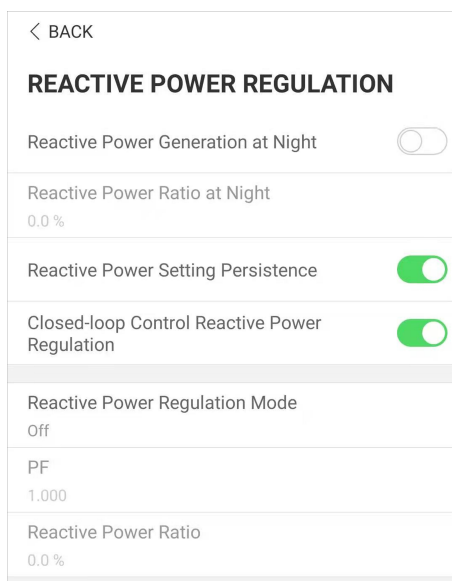 < BACK
REACTIVE POWER REGULATION
Reactive Power Generation at Night
Reactive Power Ratio at Night
0.0 %
Reactive Power Setting Persistence
Closed-loop Control Reactive Power
Regulation
Reactive Power Regulation Mode
Off
PF
1.000
Reactive Power Ratio
0.0 %